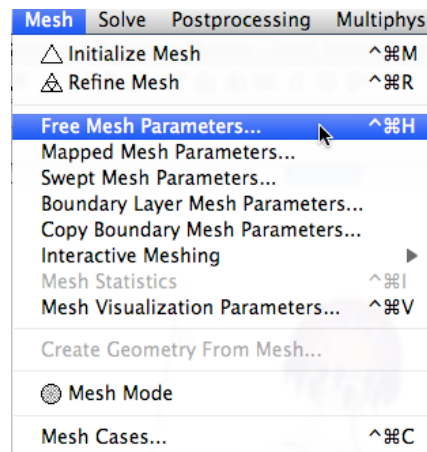 Mesh Solve Postprocessing Multiphys
Initialize Mesh ^⌘M
Refine Mesh ^⌘R
Free Mesh Parameters... ^⌘H
Mapped Mesh Parameters...
Swept Mesh Parameters...
Boundary Layer Mesh Parameters...
Copy Boundary Mesh Parameters...
Interactive Meshing
Mesh Statistics ^⌘I
Mesh Visualization Parameters... ^⌘V
Create Geometry From Mesh...
Mesh Mode
Mesh Cases... ^⌘C